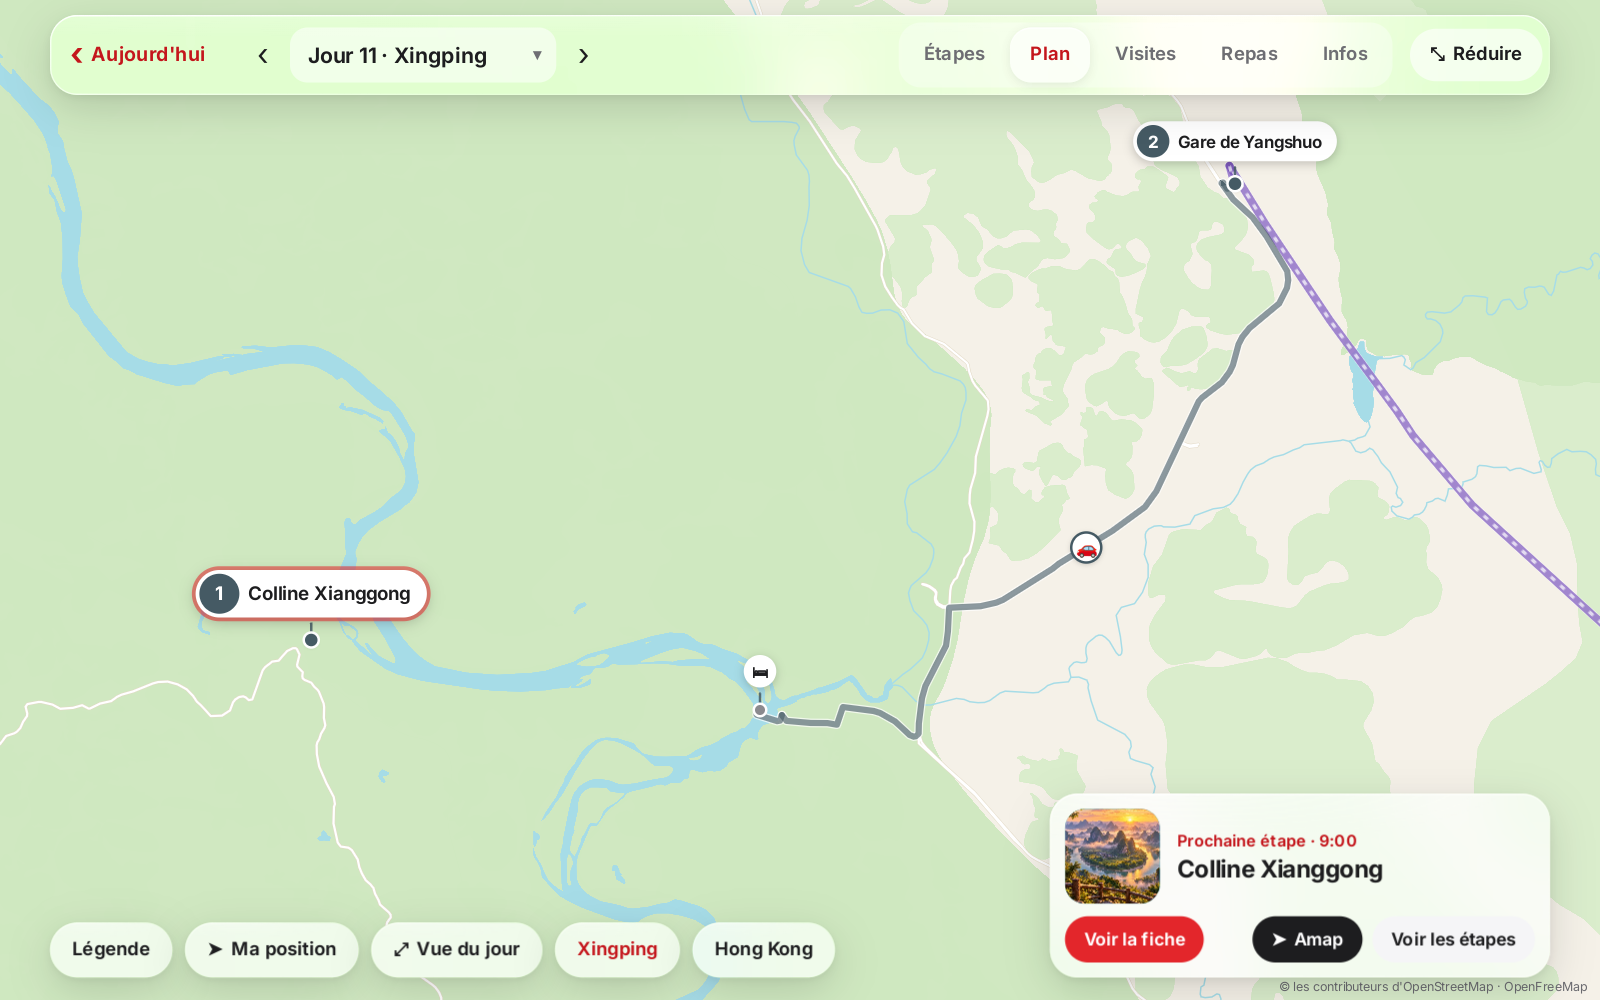 Aujourd'hui
Jour 11 · Xingping
Étapes
Plan
Visites
Repas
Infos
Réduire
2 Gare de Yangshuo
1 Colline Xianggong
Prochaine étape · 9:00
Colline Xianggong
Voir la fiche
Amap
Voir les étapes
Légende
Ma position
Vue du jour
Xingping
Hong Kong
© les contributeurs d'OpenStreetMap · OpenFreeMap